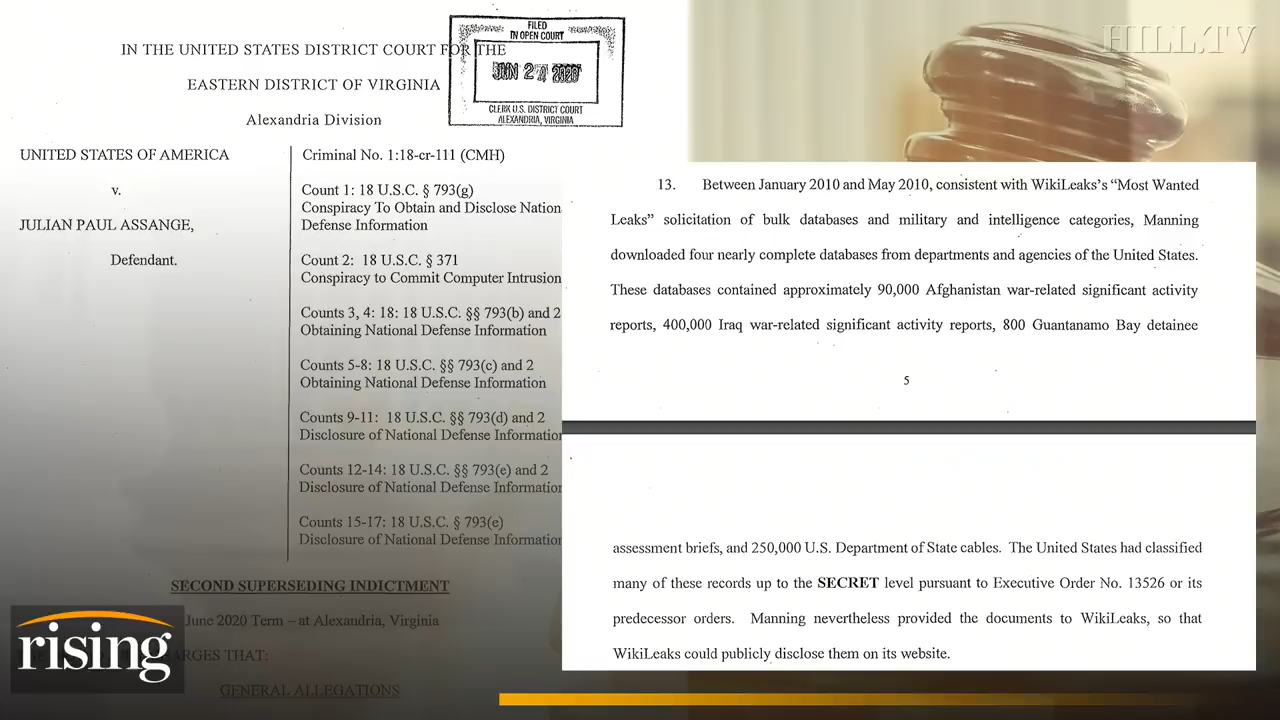 IN THE UNITED STATES DISTRICT COURT FOR THE
EASTERN DISTRICT OF VIRGINIA
Alexandria Division
FILED
IN OPEN COURT
JUN 24 2020
CLERK U.S. DISTRICT COURT
ALEXANDRIA, VIRGINIA
UNITED STATES OF AMERICA
v.
JULIAN PAUL ASSANGE,
Defendant.
Criminal No. 1:18-cr-111 (CMH)
Count 1: 18 U.S.C. § 793(g)
Conspiracy To Obtain and Disclose Nation
Defense Information
Count 2: 18 U.S.C. § 371
Conspiracy to Commit Computer Intrusion
Counts 3, 4: 18: 18 U.S.C. §§ 793(b) and 2
Obtaining National Defense Information
Counts 5-8: 18 U.S.C. §§ 793(c) and 2
Obtaining National Defense Information
Counts 9-11: 18 U.S.C. §§ 793(d) and 2
Disclosure of National Defense Information
Counts 12-14: 18 U.S.C. §§ 793(e) and 2
Disclosure of National Defense Information
Counts 15-17: 18 U.S.C. § 793(e)
Disclosure of National Defense Information
SECOND SUPERSEDING INDICTMENT
June 2020 Term – at Alexandria, Virginia
THAT:
GENERAL ALLEGATIONS
rising
HILL.TV
13. Between January 2010 and May 2010, consistent with WikiLeaks's “Most Wanted
Leaks” solicitation of bulk databases and military and intelligence categories, Manning
downloaded four nearly complete databases from departments and agencies of the United States.
These databases contained approximately 90,000 Afghanistan war-related significant activity
reports, 400,000 Iraq war-related significant activity reports, 800 Guantanamo Bay detainee
5
assessment briefs, and 250,000 U.S. Department of State cables. The United States had classified
many of these records up to the SECRET level pursuant to Executive Order No. 13526 or its
predecessor orders. Manning nevertheless provided the documents to WikiLeaks, so that
WikiLeaks could publicly disclose them on its website.